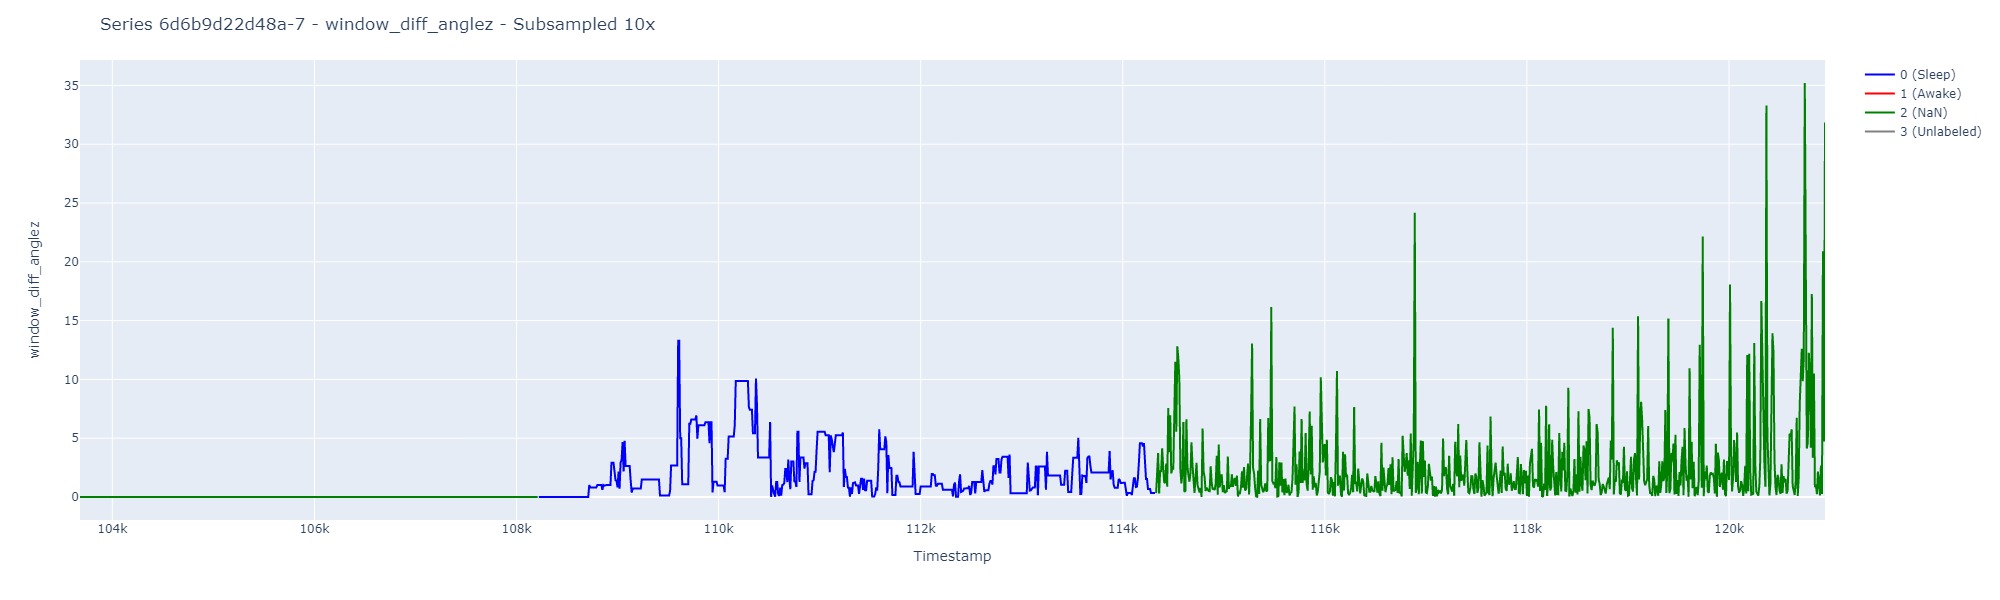 Series 6d6b9d22d48a-7 - window_diff_anglez - Subsampled 10x
35
30
25
20
15
10
5
0
window_diff_anglez
104k 106k 108k 110k 112k 114k 116k 118k 120k
Timestamp
0 (Sleep)
1 (Awake)
2 (NaN)
3 (Unlabeled)